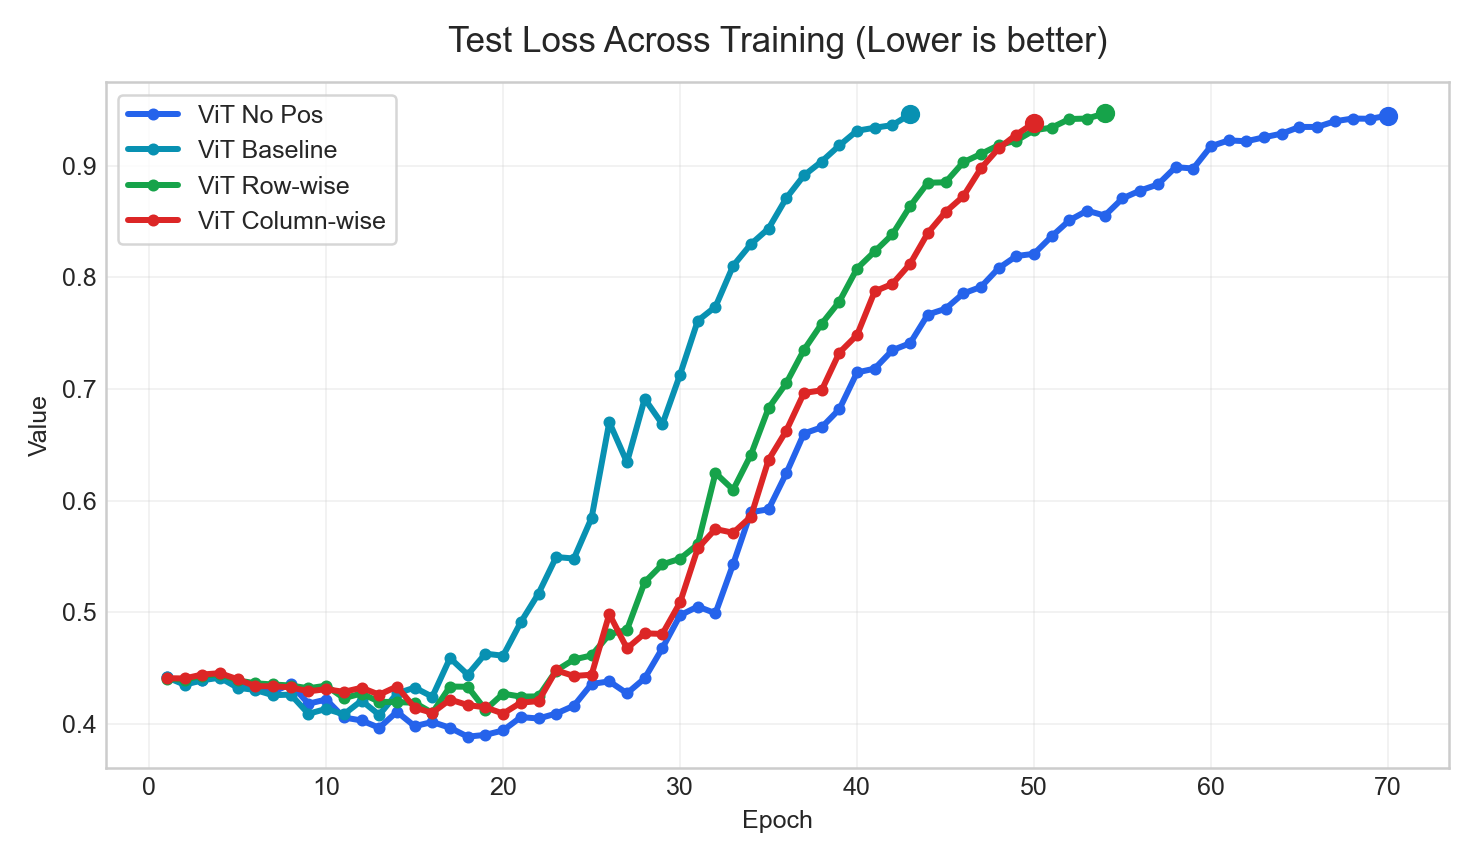 Test Loss Across Training (Lower is better)
ViT No Pos
ViT Baseline
ViT Row-wise
ViT Column-wise
Value
0.9
0.8
0.7
0.6
0.5
0.4
0 10 20 30 40 50 60 70
Epoch